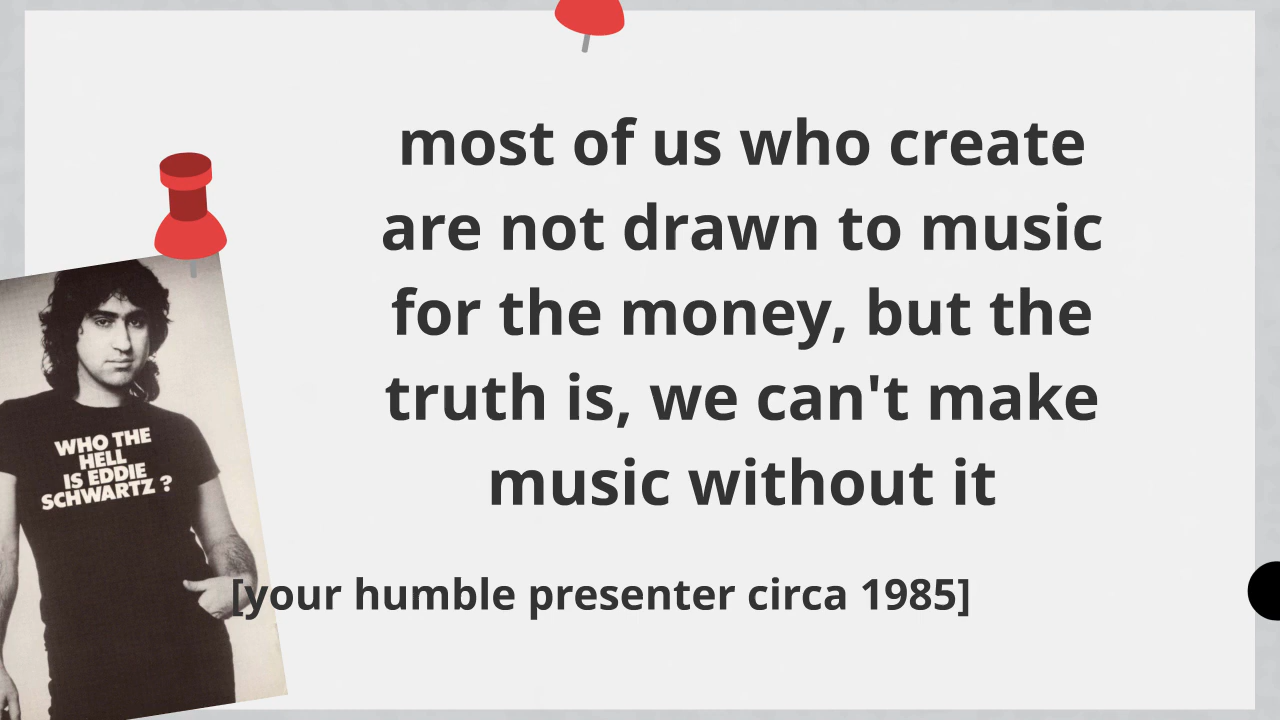 most of us who create
are not drawn to music
for the money, but the
truth is, we can't make
music without it
WHO THE
HELL
IS EDDIE
SCHWARTZ ?
[your humble presenter circa 1985]